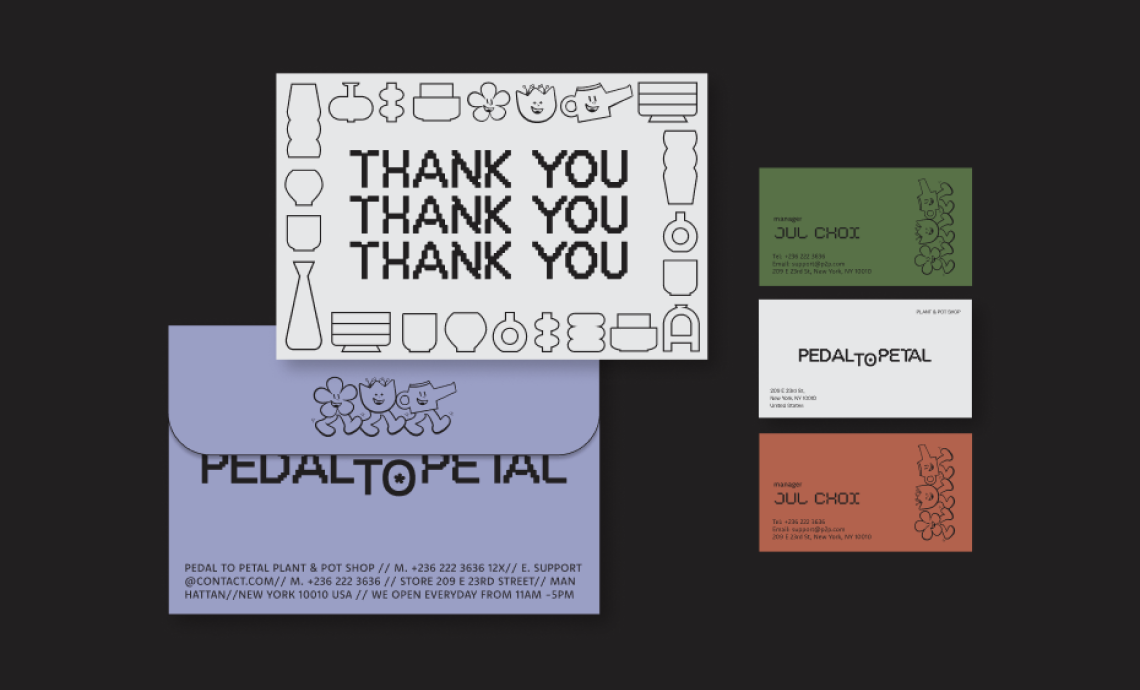 THANK YOU
THANK YOU
THANK YOU
PEDAL TO PETAL
PEDAL TO PETAL PLANT & POT SHOP // M. +236 222 3636 12X// E. SUPPORT
@CONTACT.COM// M. +236 222 3636 // STORE 209 E 23RD STREET// MAN
HATTAN//NEW YORK 10010 USA // WE OPEN EVERYDAY FROM 11AM -5PM
manager
JUL CHOI
Tel: +236 222 3636
Email: support@p2p.com
209 E 23rd St, New York, NY 10010
PLANT & POT SHOP
PEDAL TO PETAL
209 E 23rd St,
New York, NY 10010
United States
manager
JUL CHOI
Tel: +236 222 3636
Email: support@p2p.com
209 E 23rd St, New York, NY 10010